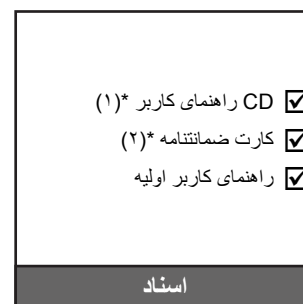 CD راهنمای کاربر *(۱)
کارت ضمانتنامه *(۲)
راهنمای کاربر اولیه
اسناد